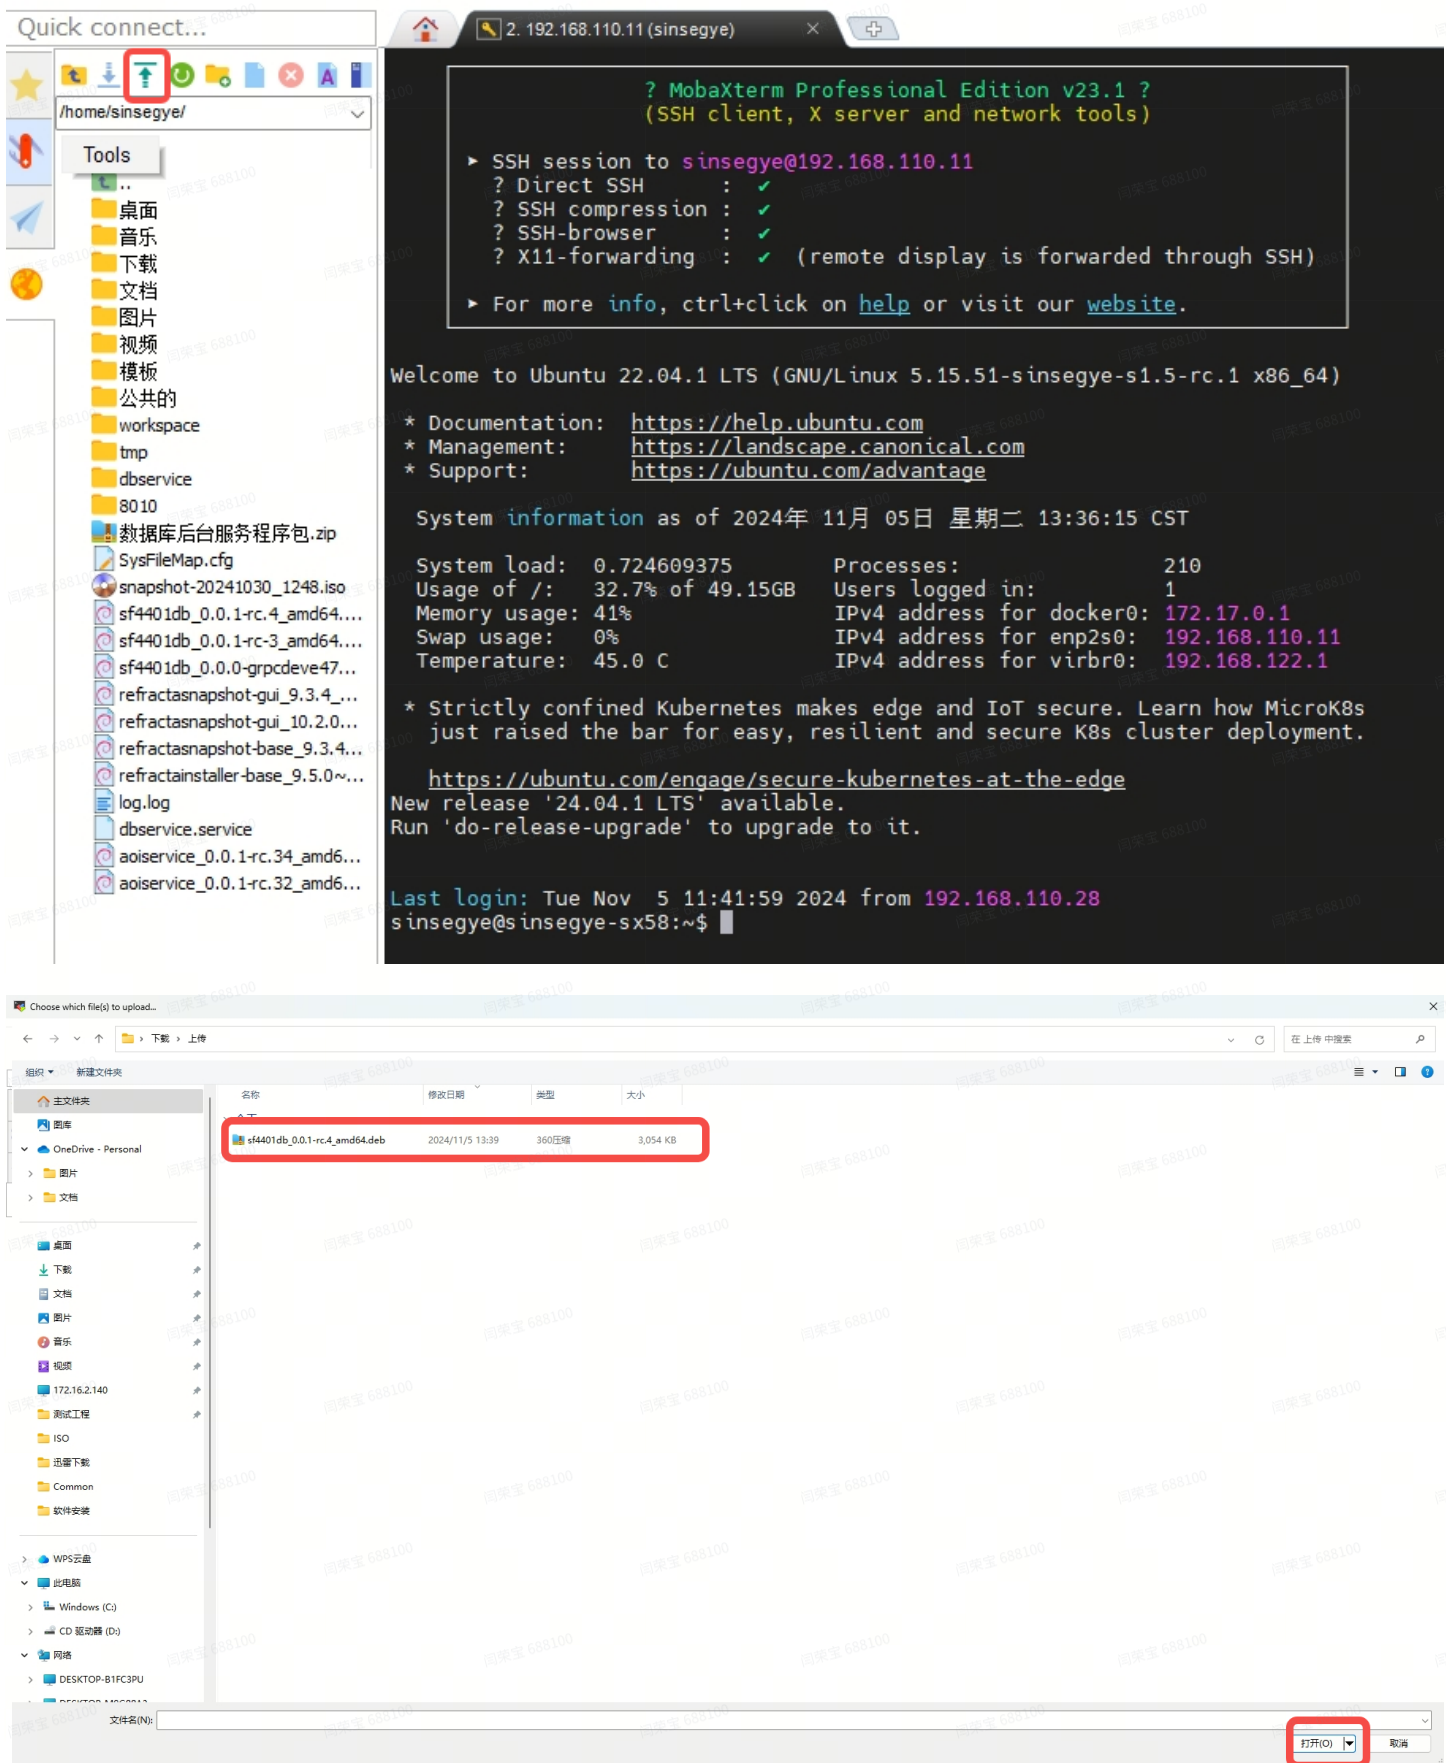 Quick connect...
2. 192.168.110.11 (sinsegye)
/home/sinsegye/
Tools
..
桌面
音乐
下载
文档
图片
视频
模板
公共的
workspace
tmp
dbservice
8010
数据库后台服务程序包.zip
SysFileMap.cfg
snapshot-20241030_1248.iso
sf4401db_0.0.1-rc.4_amd64....
sf4401db_0.0.1-rc-3_amd64....
sf4401db_0.0.0-grpcdeve47...
refractasnapshot-gui_9.3.4_...
refractasnapshot-gui_10.2.0...
refractasnapshot-base_9.3.4...
refractainstaller-base_9.5.0~...
log.log
dbservice.service
aoiservice_0.0.1-rc.34_amd6...
aoiservice_0.0.1-rc.32_amd6...
? MobaXterm Professional Edition v23.1 ?
(SSH client, X server and network tools)
➤ SSH session to sinsegye@192.168.110.11
? Direct SSH : ✔
? SSH compression : ✔
? SSH-browser : ✔
? X11-forwarding : ✔ (remote display is forwarded through SSH)
➤ For more info, ctrl+click on help or visit our website.
Welcome to Ubuntu 22.04.1 LTS (GNU/Linux 5.15.51-sinsegye-s1.5-rc.1 x86_64)
* Documentation: https://help.ubuntu.com
* Management: https://landscape.canonical.com
* Support: https://ubuntu.com/advantage
System information as of 2024年 11月 05日 星期二 13:36:15 CST
System load: 0.724609375 Processes: 210
Usage of /: 32.7% of 49.15GB Users logged in: 1
Memory usage: 41% IPv4 address for docker0: 172.17.0.1
Swap usage: 0% IPv4 address for enp2s0: 192.168.110.11
Temperature: 45.0 C IPv4 address for virbr0: 192.168.122.1
* Strictly confined Kubernetes makes edge and IoT secure. Learn how MicroK8s
just raised the bar for easy, resilient and secure K8s cluster deployment.
https://ubuntu.com/engage/secure-kubernetes-at-the-edge
New release '24.04.1 LTS' available.
Run 'do-release-upgrade' to upgrade to it.
Last login: Tue Nov 5 11:41:59 2024 from 192.168.110.28
sinsegye@sinsegye-sx58:~$
Choose which file(s) to upload...
下载 › 上传
在 上传 中搜索
组织 新建文件夹
名称 修改日期 类型 大小
sf4401db_0.0.1-rc.4_amd64.deb 2024/11/5 13:39 360压缩 3,054 KB
主文件夹
图库
OneDrive - Personal
图片
文档
桌面
下载
文档
图片
音乐
视频
172.16.2.140
测试工程
ISO
迅雷下载
Common
软件安装
WPS云盘
此电脑
Windows (C:)
CD 驱动器 (D:)
网络
DESKTOP-B1FC3PU
文件名(N):
打开(O) 取消
闫荣宝 688100